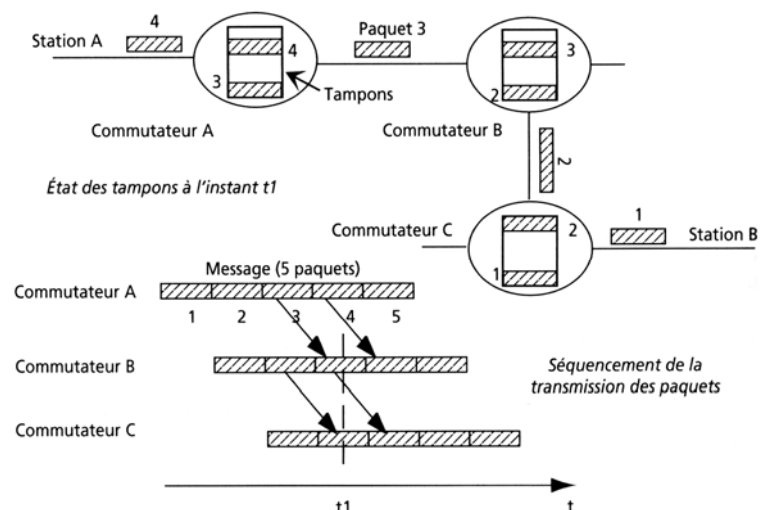 4
Station A
Paquet 3
4
3
Tampons
3
2
Commutateur A
Commutateur B
2
État des tampons à l'instant t1
Commutateur C
2
1
1
Station B
Message (5 paquets)
Commutateur A
1 2 3 4 5
Commutateur B
Séquencement de la
transmission des paquets
Commutateur C
t1
t